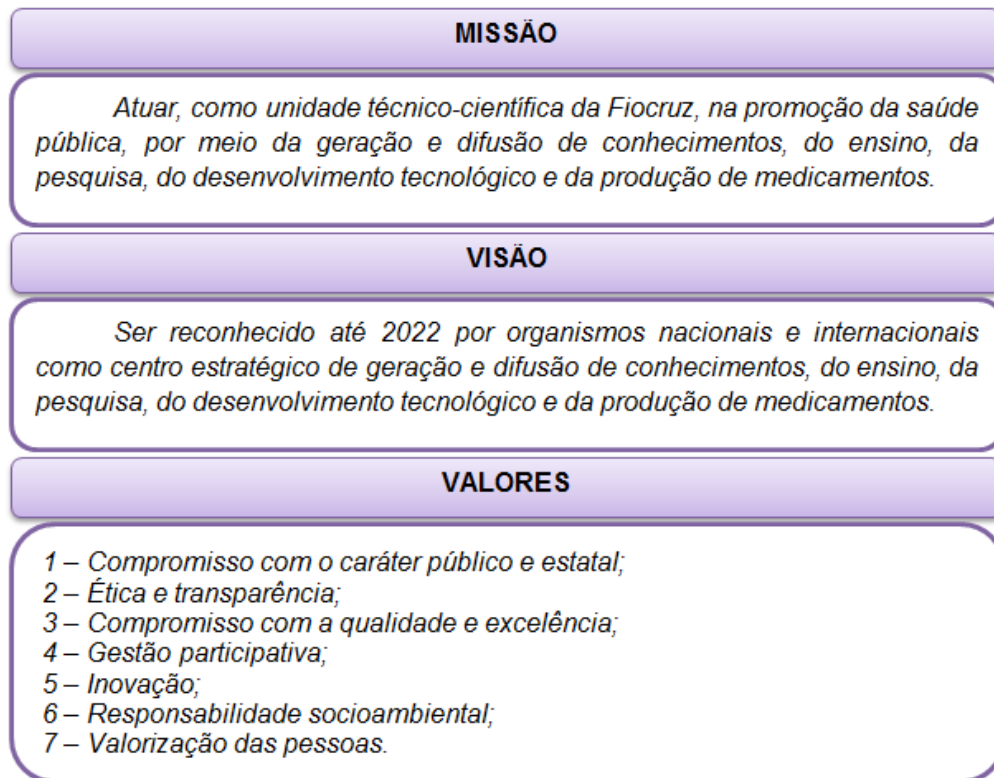 MISSÃO
Atuar, como unidade técnico-científica da Fiocruz, na promoção da saúde
pública, por meio da geração e difusão de conhecimentos, do ensino, da
pesquisa, do desenvolvimento tecnológico e da produção de medicamentos.
VISÃO
Ser reconhecido até 2022 por organismos nacionais e internacionais
como centro estratégico de geração e difusão de conhecimentos, do ensino, da
pesquisa, do desenvolvimento tecnológico e da produção de medicamentos.
VALORES
1 – Compromisso com o caráter público e estatal;
2 – Ética e transparência;
3 – Compromisso com a qualidade e excelência;
4 – Gestão participativa;
5 – Inovação;
6 – Responsabilidade socioambiental;
7 – Valorização das pessoas.